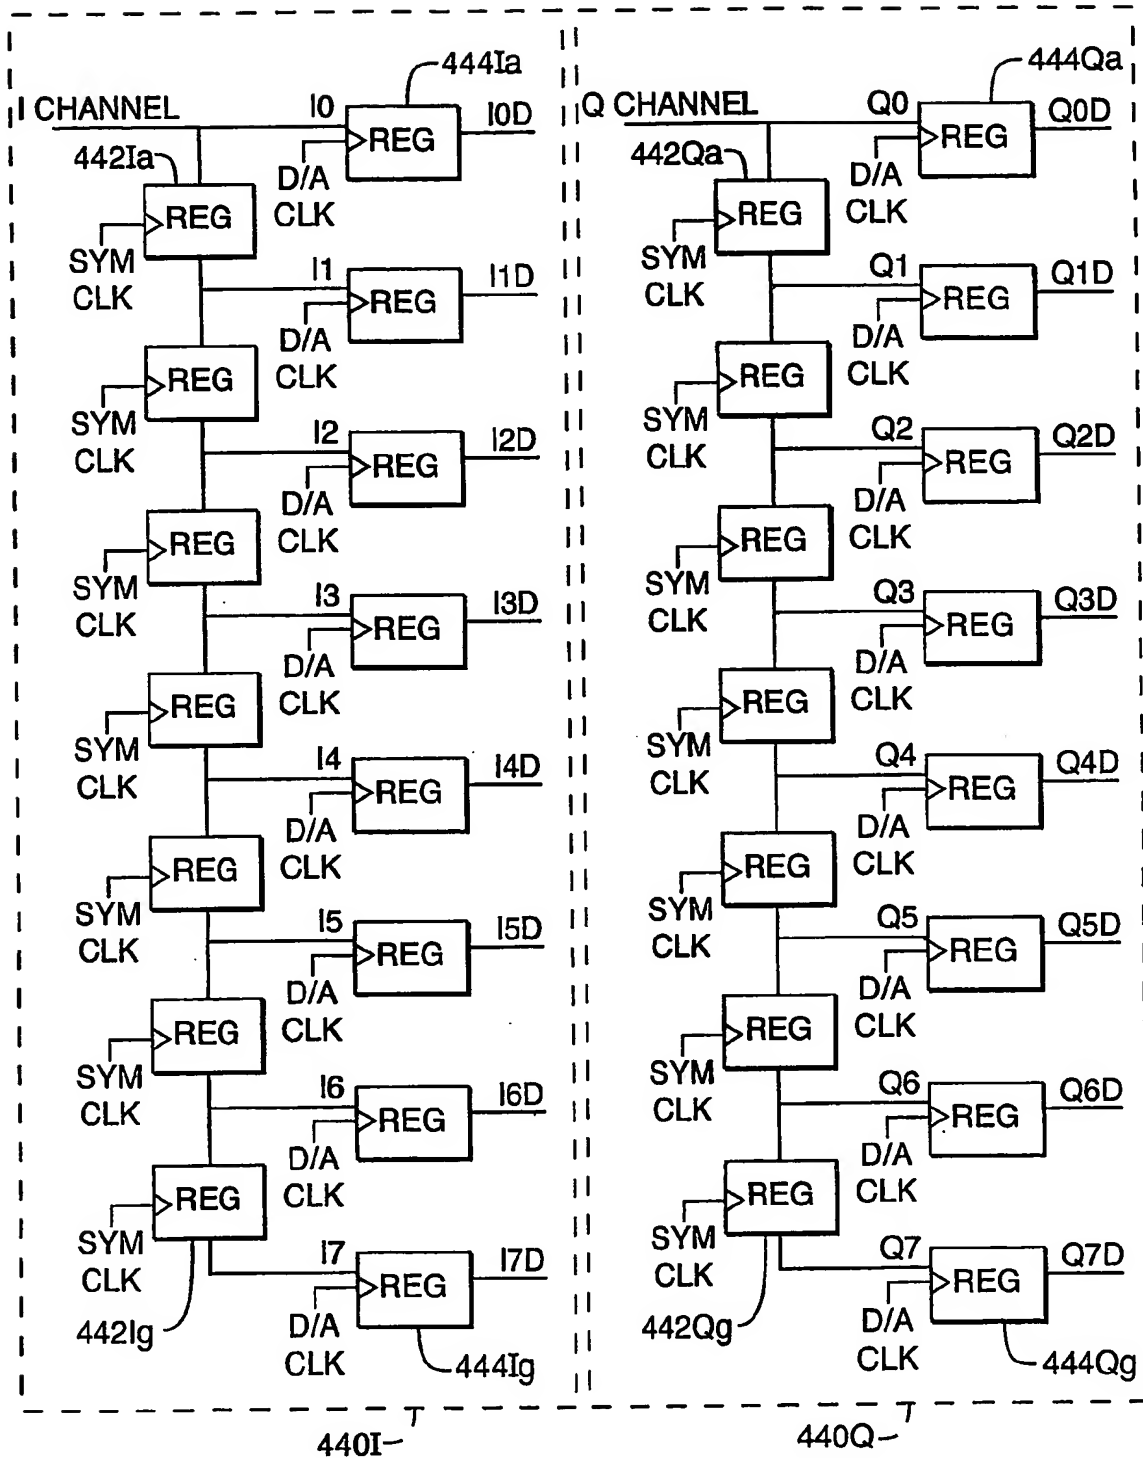 444Ia
I CHANNEL
I0
REG
I0D
442Ia
D/A
CLK
REG
SYM
CLK
I1
REG
I1D
D/A
CLK
REG
SYM
CLK
I2
REG
I2D
D/A
CLK
REG
SYM
CLK
I3
REG
I3D
D/A
CLK
REG
SYM
CLK
I4
REG
I4D
D/A
CLK
REG
SYM
CLK
I5
REG
I5D
D/A
CLK
REG
SYM
CLK
I6
REG
I6D
D/A
CLK
REG
SYM
CLK
I7
REG
I7D
D/A
CLK
442Ig
444Ig
440I
444Qa
Q CHANNEL
Q0
REG
Q0D
442Qa
D/A
CLK
REG
SYM
CLK
Q1
REG
Q1D
D/A
CLK
REG
SYM
CLK
Q2
REG
Q2D
D/A
CLK
REG
SYM
CLK
Q3
REG
Q3D
D/A
CLK
REG
SYM
CLK
Q4
REG
Q4D
D/A
CLK
REG
SYM
CLK
Q5
REG
Q5D
D/A
CLK
REG
SYM
CLK
Q6
REG
Q6D
D/A
CLK
REG
SYM
CLK
Q7
REG
Q7D
D/A
CLK
442Qg
444Qg
440Q